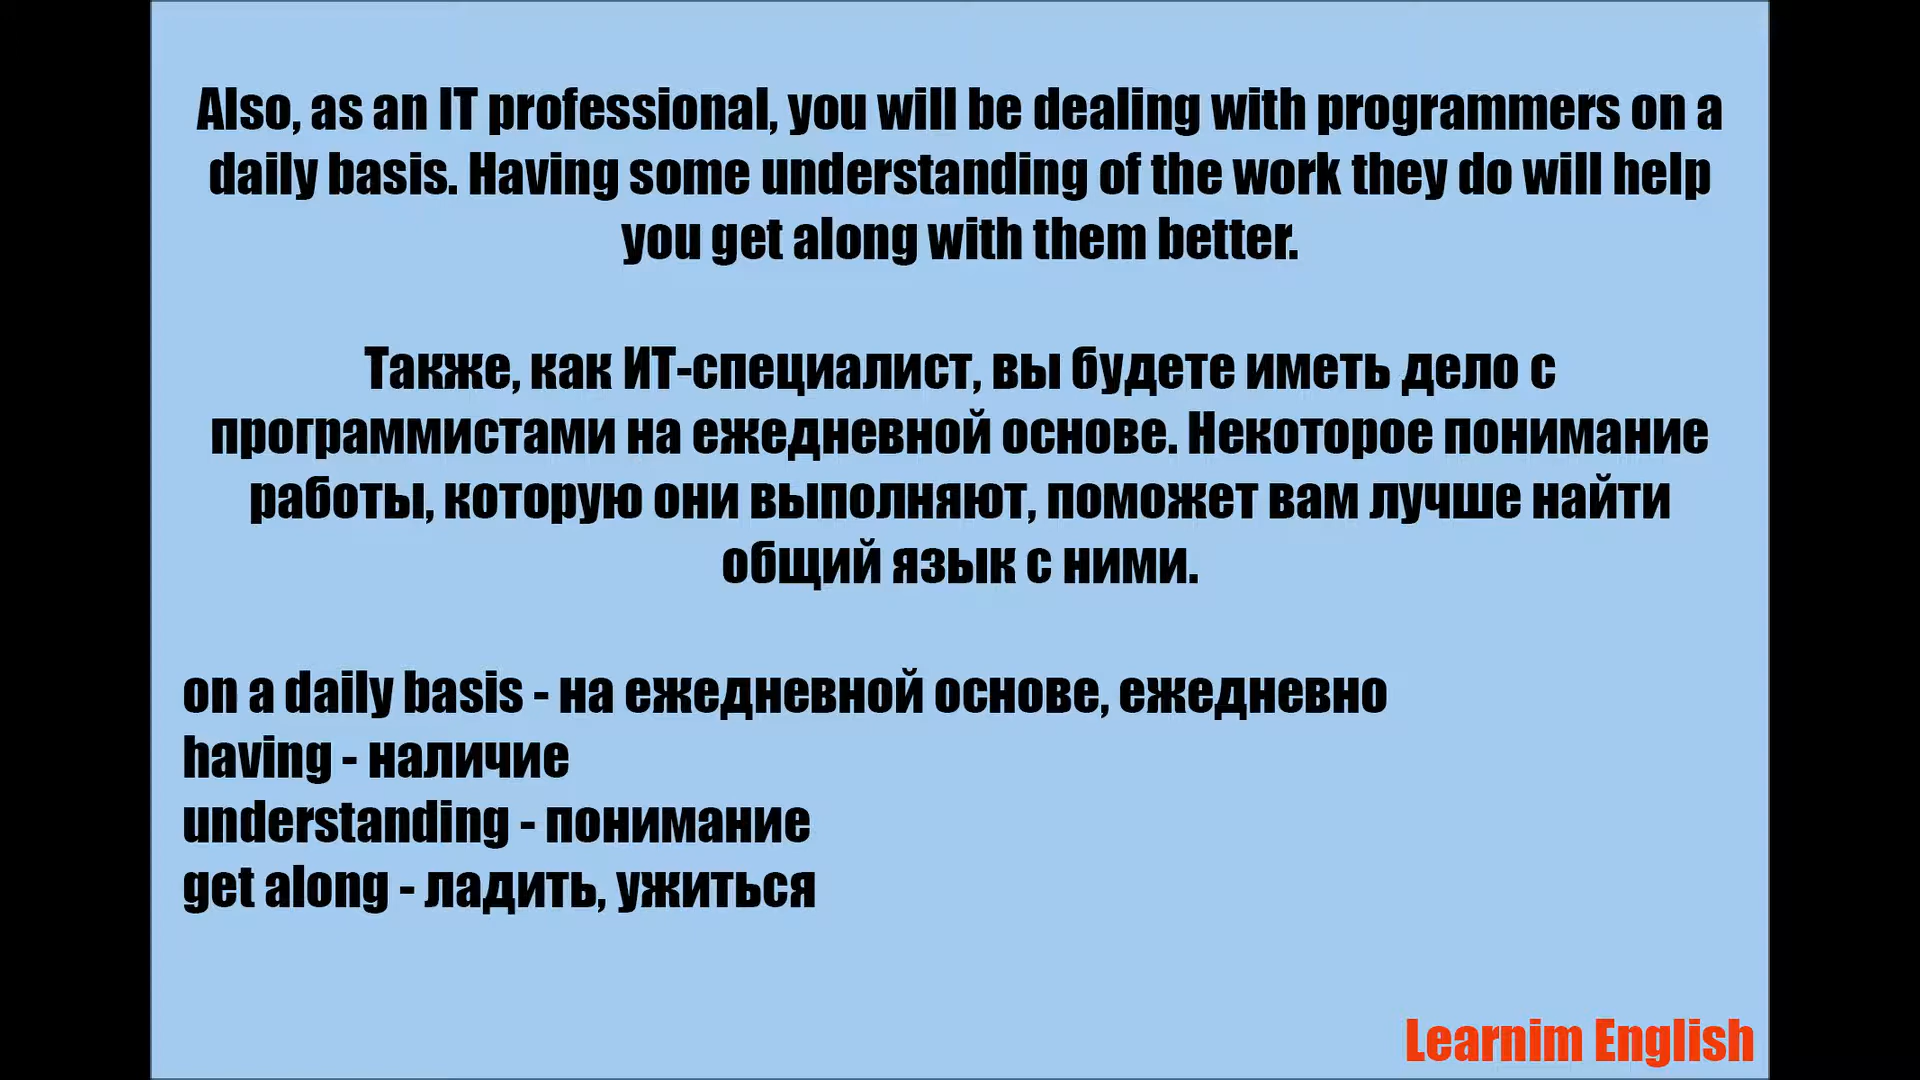 Also, as an IT professional, you will be dealing with programmers on a
daily basis. Having some understanding of the work they do will help
you get along with them better.
Также, как ИТ-специалист, вы будете иметь дело с
программистами на ежедневной основе. Некоторое понимание
работы, которую они выполняют, поможет вам лучше найти
общий язык с ними.
on a daily basis - на ежедневной основе, ежедневно
having - наличие
understanding - понимание
get along - ладить, ужиться
Learnim English